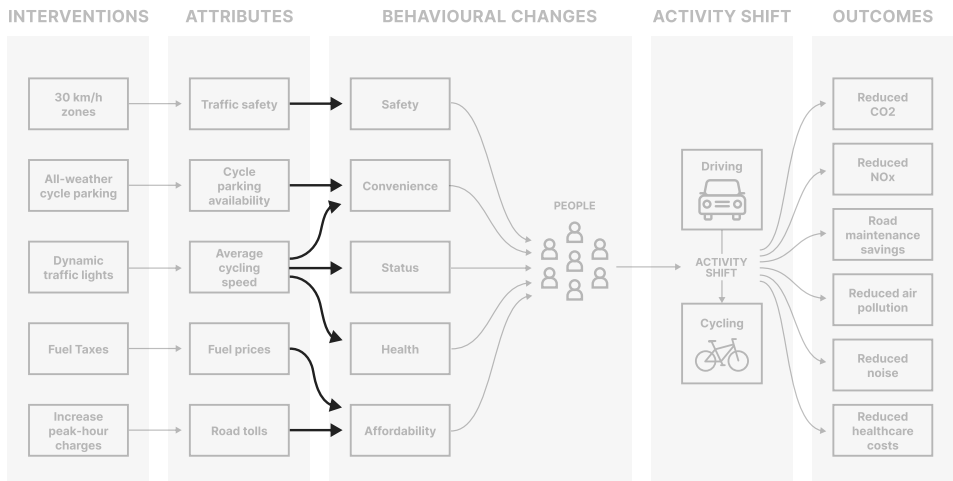 INTERVENTIONS
ATTRIBUTES
BEHAVIOURAL CHANGES
ACTIVITY SHIFT
OUTCOMES
30 km/h
zones
All-weather
cycle parking
Dynamic
traffic lights
Fuel Taxes
Increase
peak-hour
charges
Traffic safety
Cycle
parking
availability
Average
cycling
speed
Fuel prices
Road tolls
Safety
Convenience
Status
Health
Affordability
PEOPLE
Driving
ACTIVITY
SHIFT
Cycling
Reduced
CO2
Reduced
NOx
Road
maintenance
savings
Reduced air
pollution
Reduced
noise
Reduced
healthcare
costs